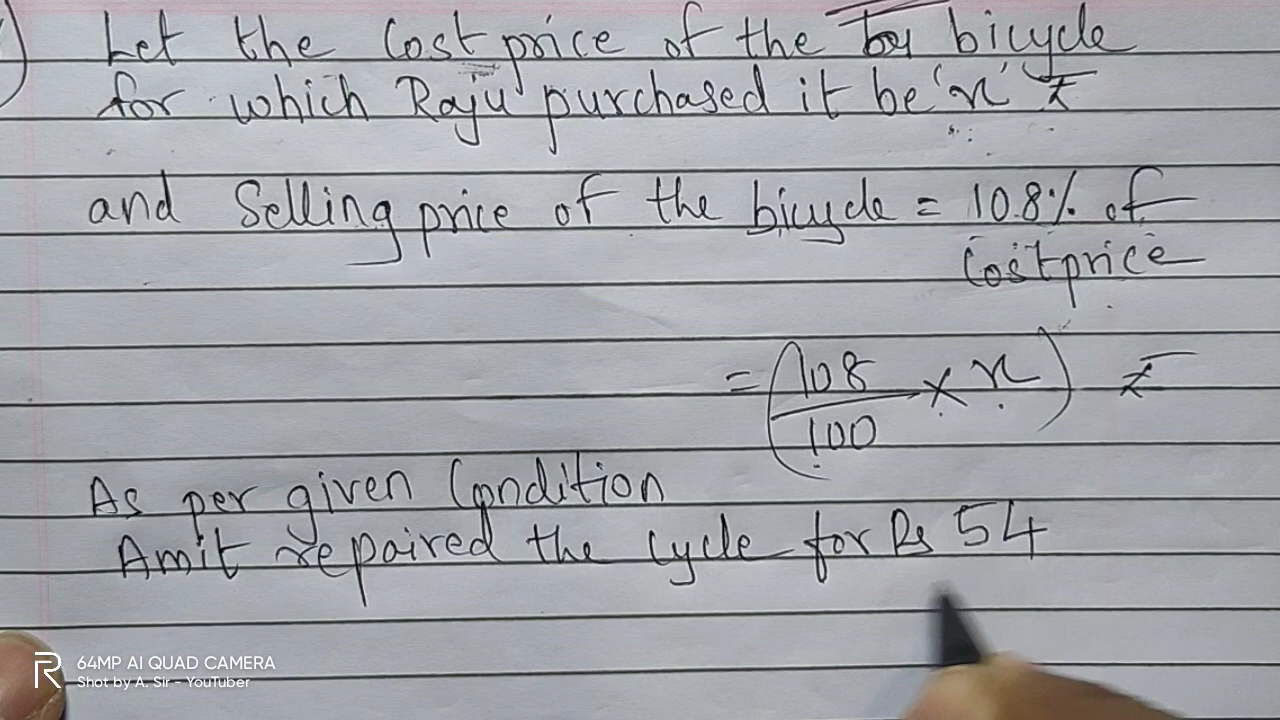 Let the Cost price of the bicycle
for which Raju purchased it be 'x' ₹
and Selling price of the bicycle = 108% of
Cost price
= (108/100 × x) ₹
As per given Condition
Amit repaired the cycle for Rs 54
64MP AI QUAD CAMERA
Shot by A. Sir - YouTuber